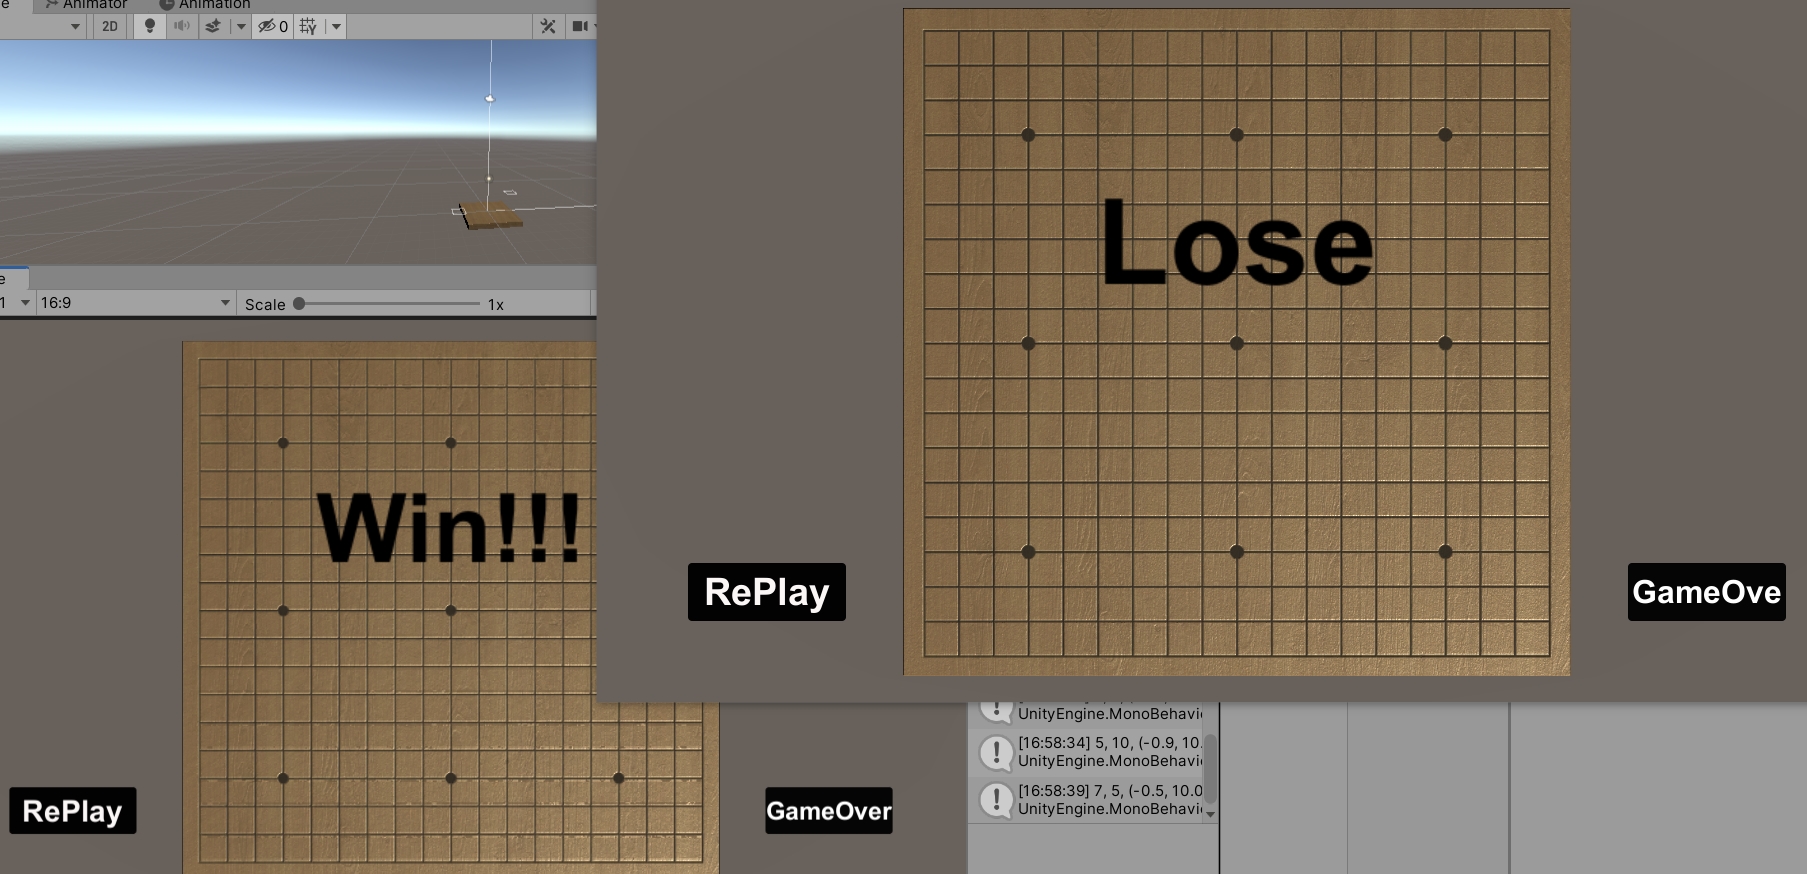 Animator
Animation
2D
0
16:9
Scale
1x
Lose
Win!!!
RePlay
GameOve
UnityEngine.MonoBehavi
[16:58:34] 5, 10, (-0.9, 10.
UnityEngine.MonoBehavi
[16:58:39] 7, 5, (-0.5, 10.0
UnityEngine.MonoBehavi
RePlay
GameOver